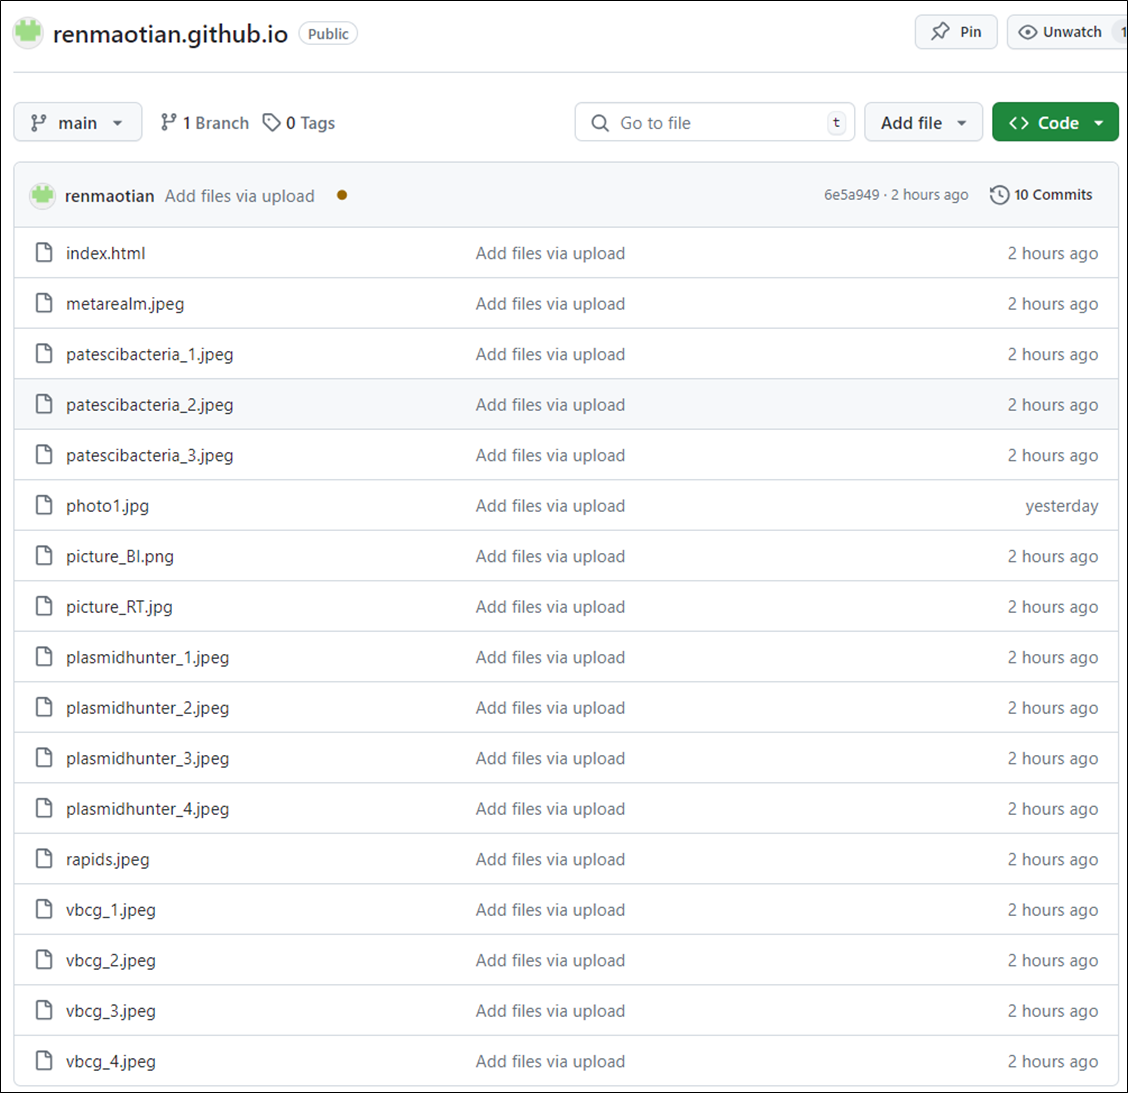 renmaotian.github.io Public Pin Unwatch 1
main 1 Branch 0 Tags Go to file t Add file Code
renmaotian Add files via upload 6e5a949 · 2 hours ago 10 Commits
index.html Add files via upload 2 hours ago
metarealm.jpeg Add files via upload 2 hours ago
patescibacteria_1.jpeg Add files via upload 2 hours ago
patescibacteria_2.jpeg Add files via upload 2 hours ago
patescibacteria_3.jpeg Add files via upload 2 hours ago
photo1.jpg Add files via upload yesterday
picture_BI.png Add files via upload 2 hours ago
picture_RT.jpg Add files via upload 2 hours ago
plasmidhunter_1.jpeg Add files via upload 2 hours ago
plasmidhunter_2.jpeg Add files via upload 2 hours ago
plasmidhunter_3.jpeg Add files via upload 2 hours ago
plasmidhunter_4.jpeg Add files via upload 2 hours ago
rapids.jpeg Add files via upload 2 hours ago
vbcg_1.jpeg Add files via upload 2 hours ago
vbcg_2.jpeg Add files via upload 2 hours ago
vbcg_3.jpeg Add files via upload 2 hours ago
vbcg_4.jpeg Add files via upload 2 hours ago